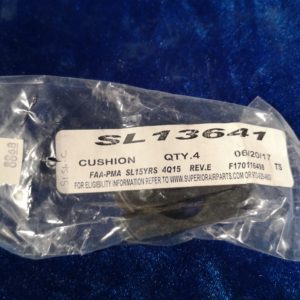 SL13641
CUSHION QTY.4 06/20/17
FAA-PMA SL15YRS 4Q15 REV.E TS
FOR ELIGIBILITY INFORMATION REFER TO WWW.SUPERIORAIRPARTS.COM OR